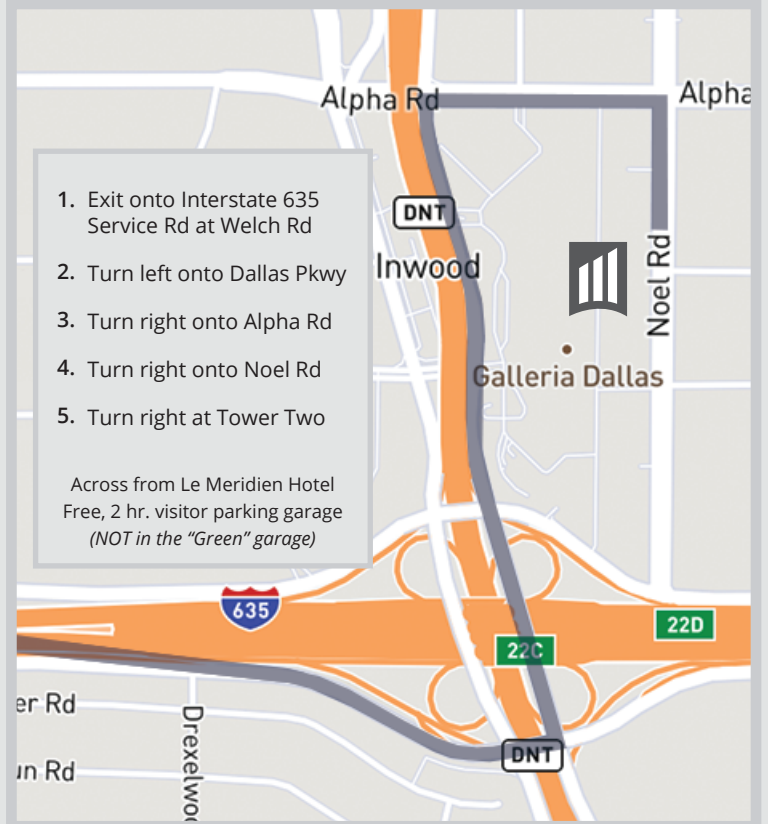 Alpha Rd
Alpha
1. Exit onto Interstate 635
Service Rd at Welch Rd
2. Turn left onto Dallas Pkwy
3. Turn right onto Alpha Rd
4. Turn right onto Noel Rd
5. Turn right at Tower Two
Across from Le Meridien Hotel
Free, 2 hr. visitor parking garage
(NOT in the “Green” garage)
DNT
Inwood
Noel Rd
Galleria Dallas
635
22D
22C
er Rd
Drexelwoo
un Rd
DNT